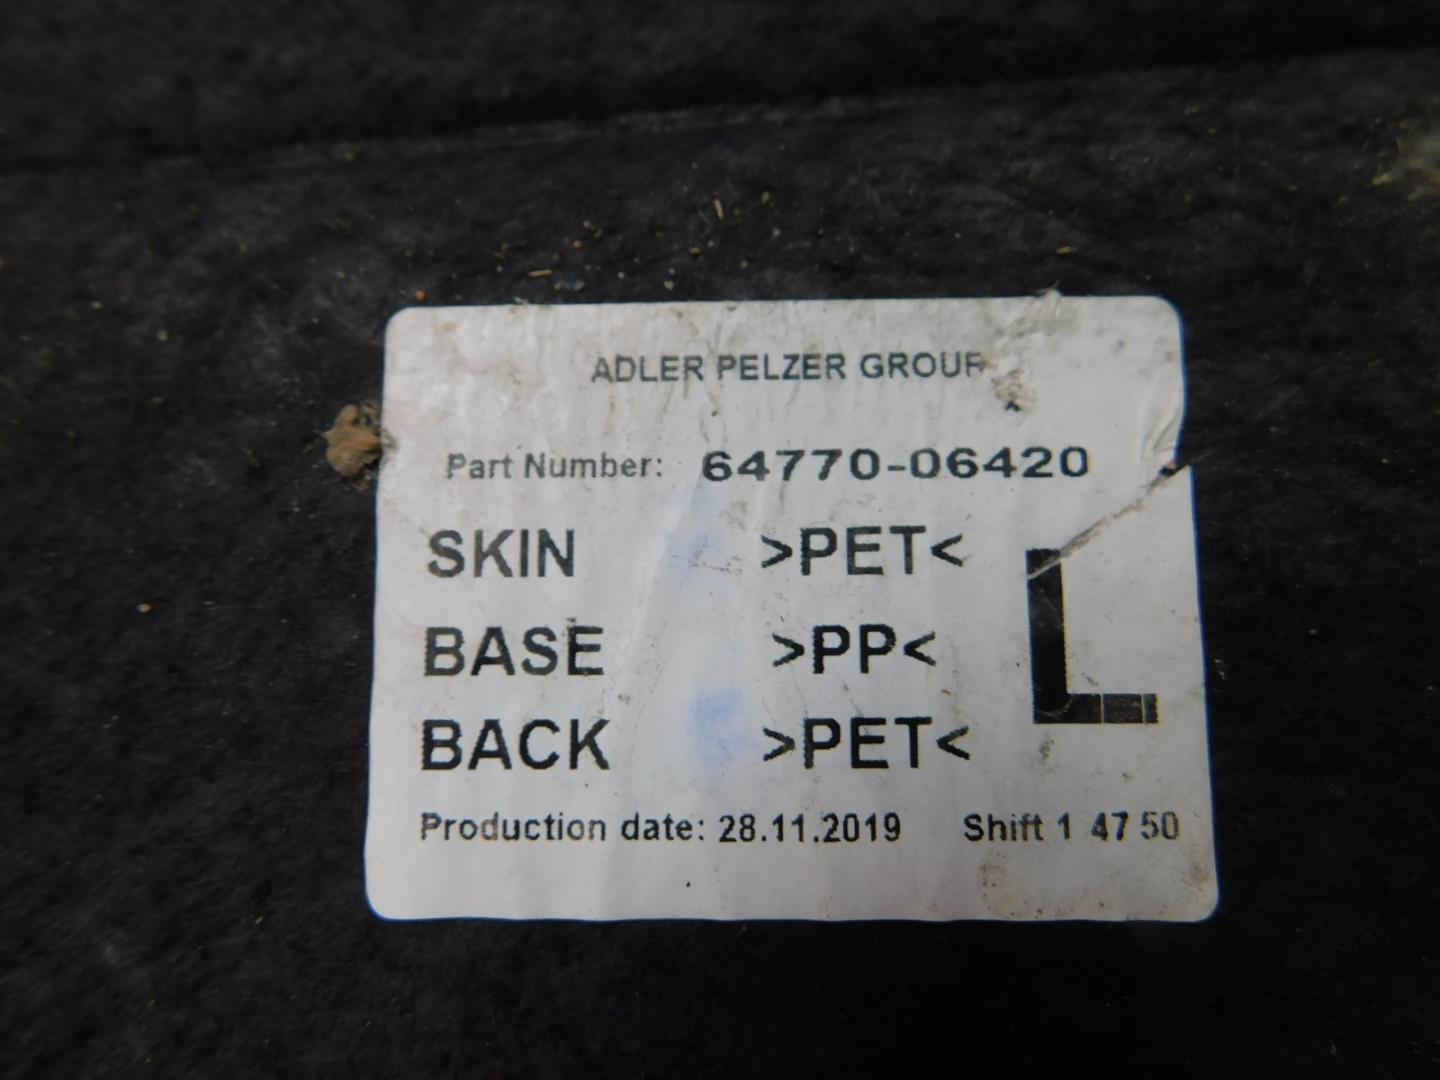 ADLER PELZER GROUP
Part Number: 64770-06420
SKIN >PET<
BASE >PP<
BACK >PET<
L
Production date: 28.11.2019 Shift 1 47 50